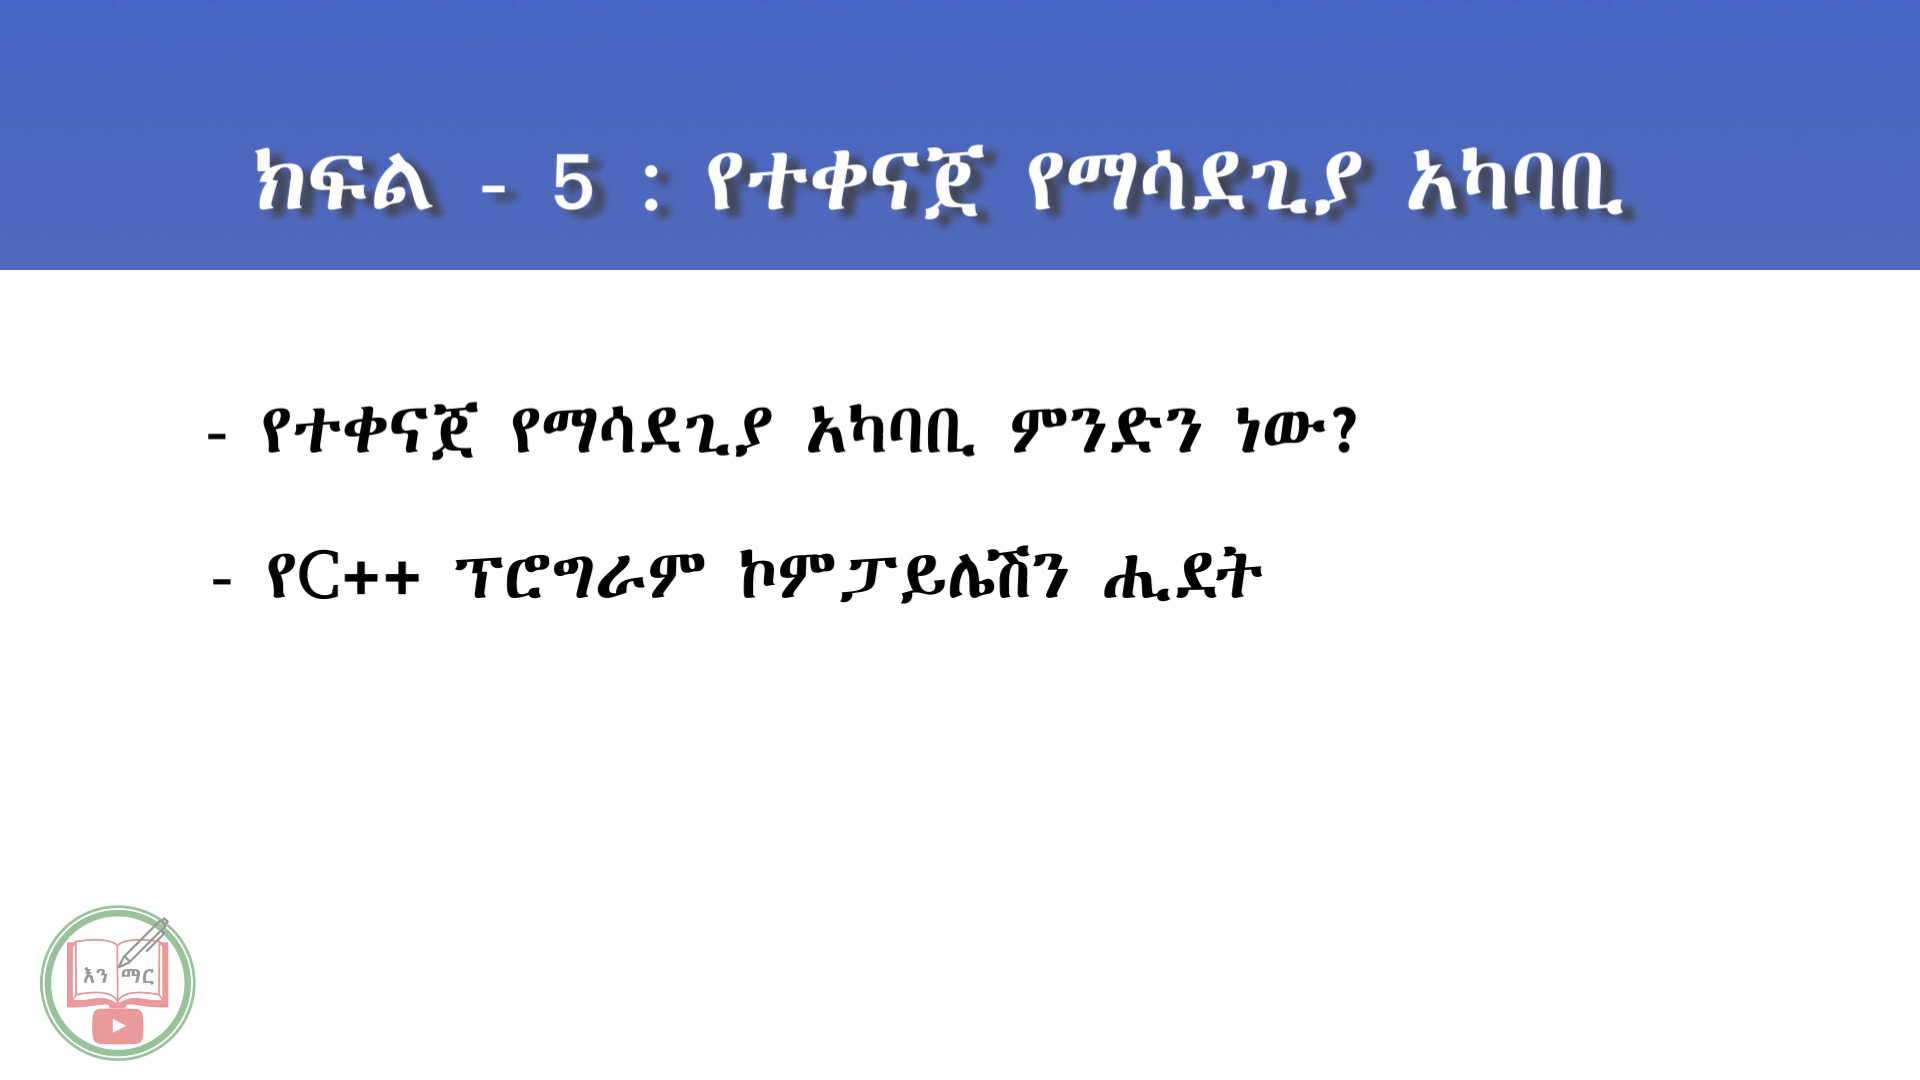 ክፍል - 5 : የተቀናጀ የማሳደጊያ አካባቢ
- የተቀናጀ የማሳደጊያ አካባቢ ምንድን ነው?
- የC++ ፕሮግራም ኮምፓይሌሽን ሒደት
እን ማር